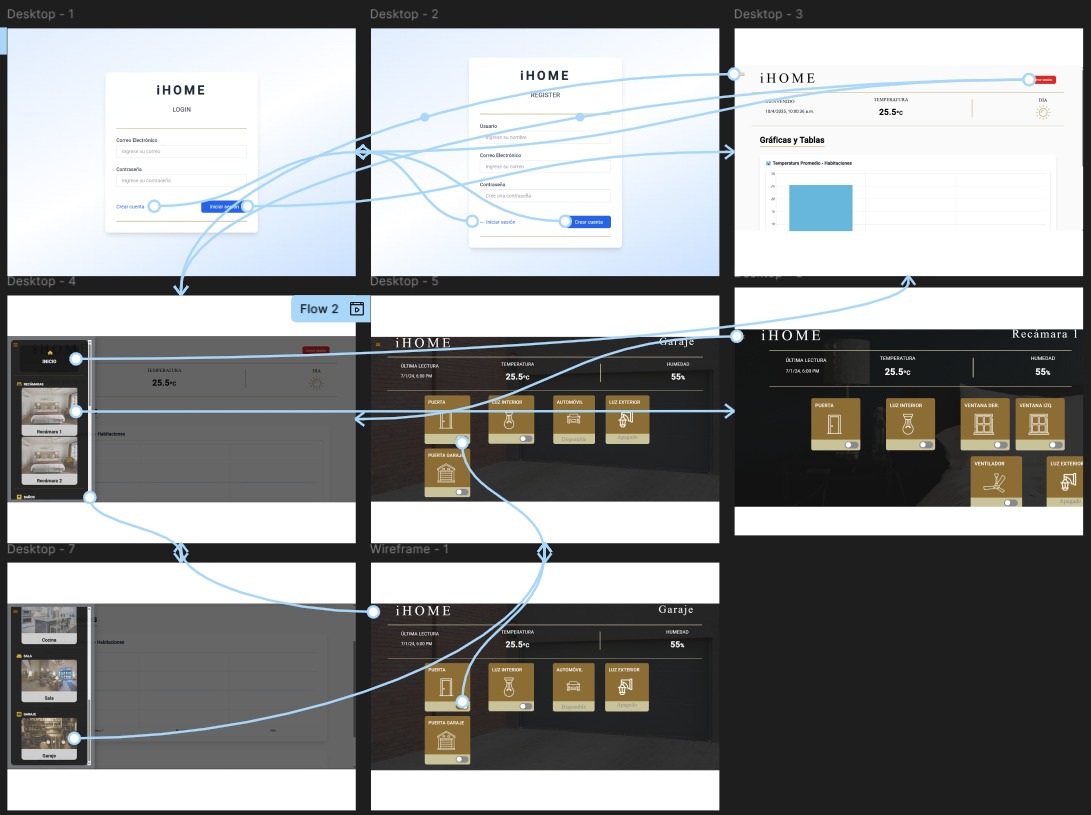 Desktop - 1
iHOME
LOGIN
Correo Electrónico
Ingrese su correo
Contraseña
Ingrese su contraseña
Crear cuenta
Iniciar sesión
Desktop - 2
iHOME
REGISTER
Usuario
Ingrese su nombre
Correo Electrónico
Ingrese su correo
Contraseña
Cree una contraseña
← Iniciar sesión
Crear cuenta
Desktop - 3
iHOME
BIENVENIDO
10/4/2025, 10:00:36 a.m.
TEMPERATURA
25.5°C
DÍA
Gráficas y Tablas
Temperatura Promedio - Habitaciones
Desktop - 4
Flow 2
INICIO
RECÁMARAS
Recámara 1
Recámara 2
BAÑOS
TEMPERATURA
25.5°C
DÍA
Habitaciones
Desktop - 5
iHOME
Garaje
ÚLTIMA LECTURA
7/1/24, 6:00 PM
TEMPERATURA
25.5°C
HUMEDAD
55%
PUERTA
LUZ INTERIOR
AUTOMÓVIL
LUZ EXTERIOR
Disponible
Apagado
PUERTA GARAJE
iHOME
Recámara 1
ÚLTIMA LECTURA
7/1/24, 6:00 PM
TEMPERATURA
25.5°C
HUMEDAD
55%
PUERTA
LUZ INTERIOR
VENTANA DER.
VENTANA IZQ.
VENTILADOR
LUZ EXTERIOR
Apagado
Desktop - 7
Cocina
SALA
Sala
GARAJE
Garaje
Habitaciones
Wireframe - 1
iHOME
Garaje
ÚLTIMA LECTURA
7/1/24, 6:00 PM
TEMPERATURA
25.5°C
HUMEDAD
55%
PUERTA
LUZ INTERIOR
AUTOMÓVIL
LUZ EXTERIOR
Disponible
Apagado
PUERTA GARAJE